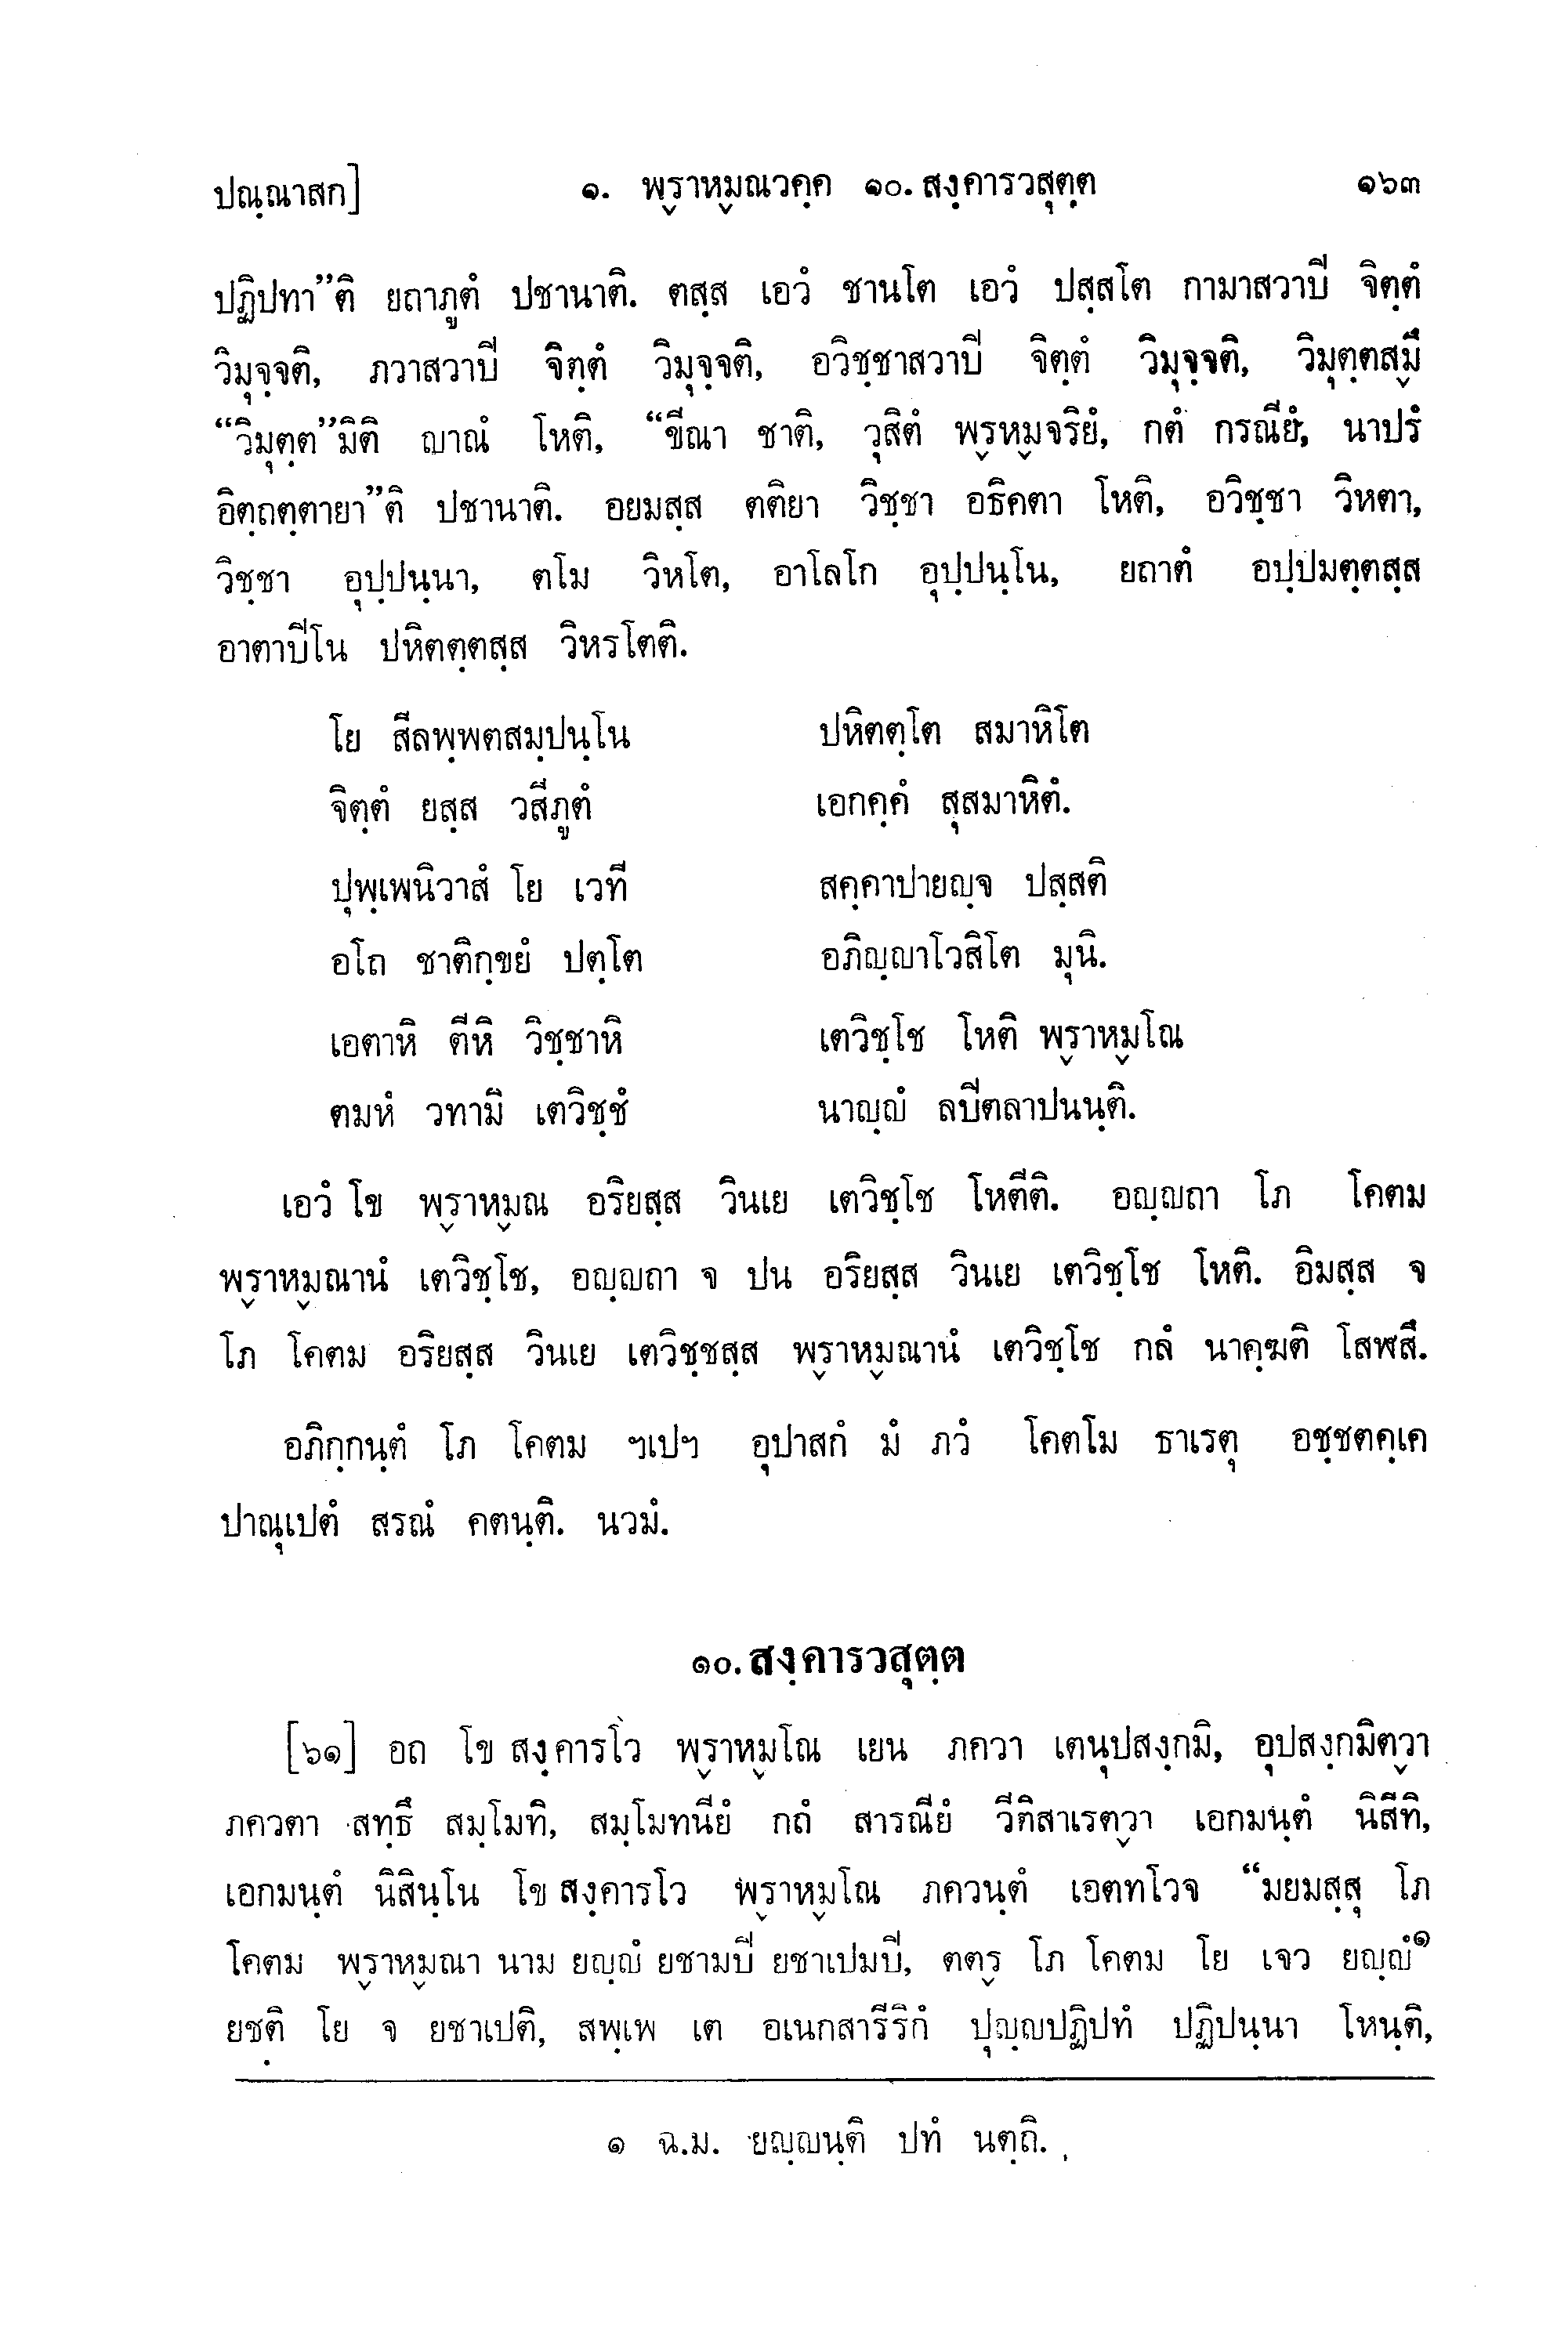 ปณฺณาสก] ๑. พฺราหฺมณวคฺค ๑๐. สงฺคารวสุตฺต ๑๖๓
ปฏิปทา”ติ ยถาภูตํ ปชานาติ. ตสฺส เอวํ ชานโต เอวํ ปสฺสโต กามาสวาปิ จิตฺตํ
วิมุจฺจติ, ภวาสวาปิ จิตฺตํ วิมุจฺจติ, อวิชฺชาสวาปิ จิตฺตํ วิมุจฺจติ, วิมุตฺตสฺมึ
“วิมุตฺต”มิติ ญาณํ โหติ, “ขีณา ชาติ, วุสิตํ พฺรหฺมจริยํ, กตํ กรณียํ, นาปรํ
อิตฺถตฺตายา”ติ ปชานาติ. อยมสฺส ตติยา วิชฺชา อธิคตา โหติ, อวิชฺชา วิหตา,
วิชฺชา อุปฺปนฺนา, ตโม วิหโต, อาโลโก อุปฺปนฺโน, ยถาตํ อปฺปมตฺตสฺส
อาตาปิโน ปหิตตฺตสฺส วิหรโตติ.
โย สีลพฺพตสมฺปนฺโน ปหิตตฺโต สมาหิโต
จิตฺตํ ยสฺส วสีภูตํ เอกคฺคํ สุสมาหิตํ.
ปุพฺเพนิวาสํ โย เวที สคฺคาปายญฺจ ปสฺสติ
อโถ ชาติกฺขยํ ปตฺโต อภิญฺญาโวสิโต มุนิ.
เอตาหิ ตีหิ วิชฺชาหิ เตวิชฺโช โหติ พฺราหฺมโณ
ตมหํ วทามิ เตวิชฺชํ นาญฺญํ ลปิตลาปนนฺติ.
เอวํ โข พฺราหฺมณ อริยสฺส วินเย เตวิชฺโช โหตีติ. อญฺญถา โภ โคตม
พฺราหฺมณานํ เตวิชฺโช, อญฺญถา จ ปน อริยสฺส วินเย เตวิชฺโช โหติ. อิมสฺส จ
โภ โคตม อริยสฺส วินเย เตวิชฺชสฺส พฺราหฺมณานํ เตวิชฺโช กลํ นาคฺฆติ โสฬสึ.
อภิกฺกนฺตํ โภ โคตม ฯเปฯ อุปาสกํ มํ ภวํ โคตโม ธาเรตุ อชฺชตคฺเค
ปาณุเปตํ สรณํ คตนฺติ. นวมํ.
๑๐. สงฺคารวสุตฺต
[๖๑] อถ โข สงฺคารโว พฺราหฺมโณ เยน ภควา เตนุปสงฺกมิ, อุปสงฺกมิตฺวา
ภควตา สทฺธึ สมฺโมทิ, สมฺโมทนียํ กถํ สารณียํ วีติสาเรตฺวา เอกมนฺตํ นิสีทิ,
เอกมนฺตํ นิสินฺโน โข สงฺคารโว พฺราหฺมโณ ภควนฺตํ เอตทโวจ “มยมสฺสุ โภ
โคตม พฺราหฺมณา นาม ยญฺญํ ยชามปิ ยชาเปมปิ, ตตฺร โภ โคตม โย เจว ยญฺญํ๑
ยชติ โย จ ยชาเปติ, สพฺเพ เต อเนกสารีริกํ ปุญฺญปฏิปทํ ปฏิปนฺนา โหนฺติ,
๑ ฉ.ม. ยญฺญนฺติ ปทํ นตฺถิ.